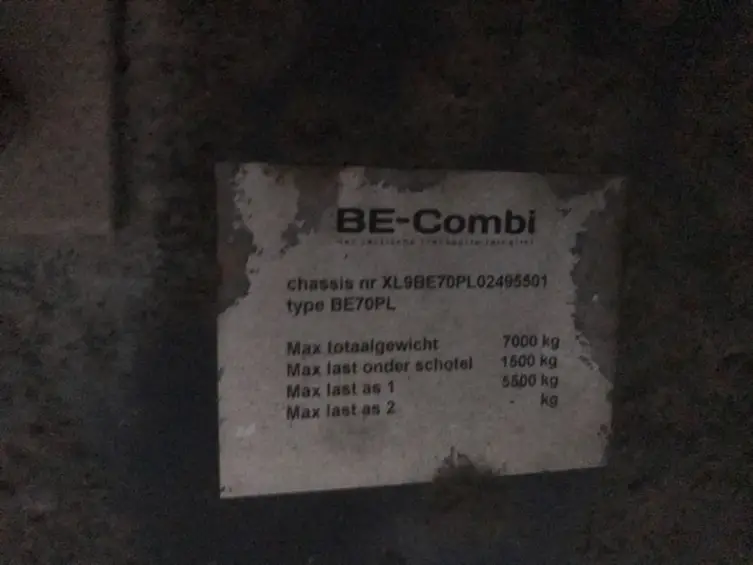 BE-Combi
chassis nr XL9BE70PL02495501
type BE70PL
Max totaalgewicht 7000 kg
Max last onder schotel 1500 kg
Max last as 1 5500 kg
Max last as 2 - kg